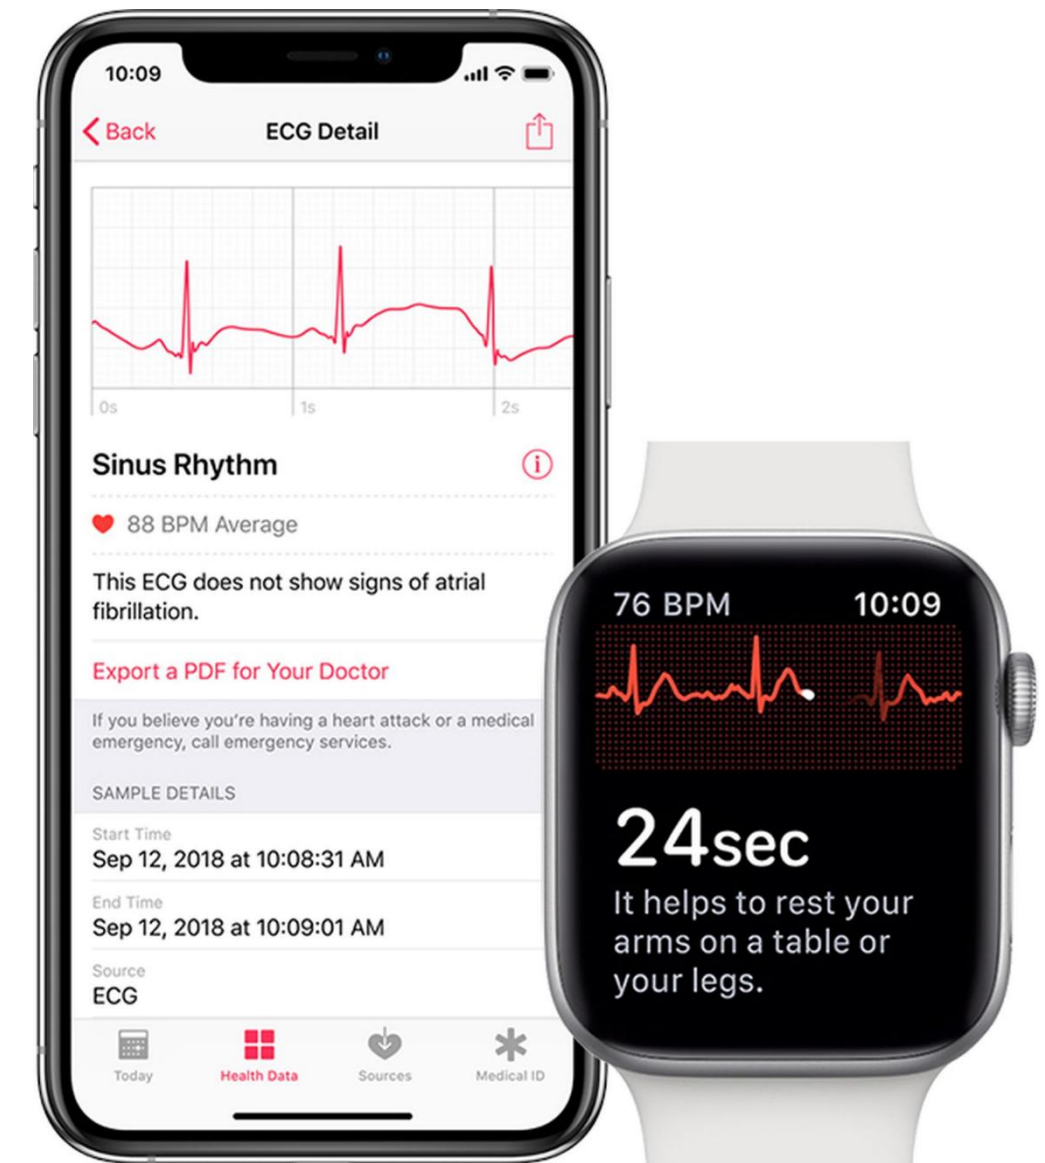 10:09
Back
ECG Detail
0s 1s 2s
Sinus Rhythm
88 BPM Average
This ECG does not show signs of atrial
fibrillation.
Export a PDF for Your Doctor
If you believe you're having a heart attack or a medical
emergency, call emergency services.
SAMPLE DETAILS
Start Time
Sep 12, 2018 at 10:08:31 AM
End Time
Sep 12, 2018 at 10:09:01 AM
Source
ECG
Today Health Data Sources Medical ID
76 BPM 10:09
24sec
It helps to rest your
arms on a table or
your legs.